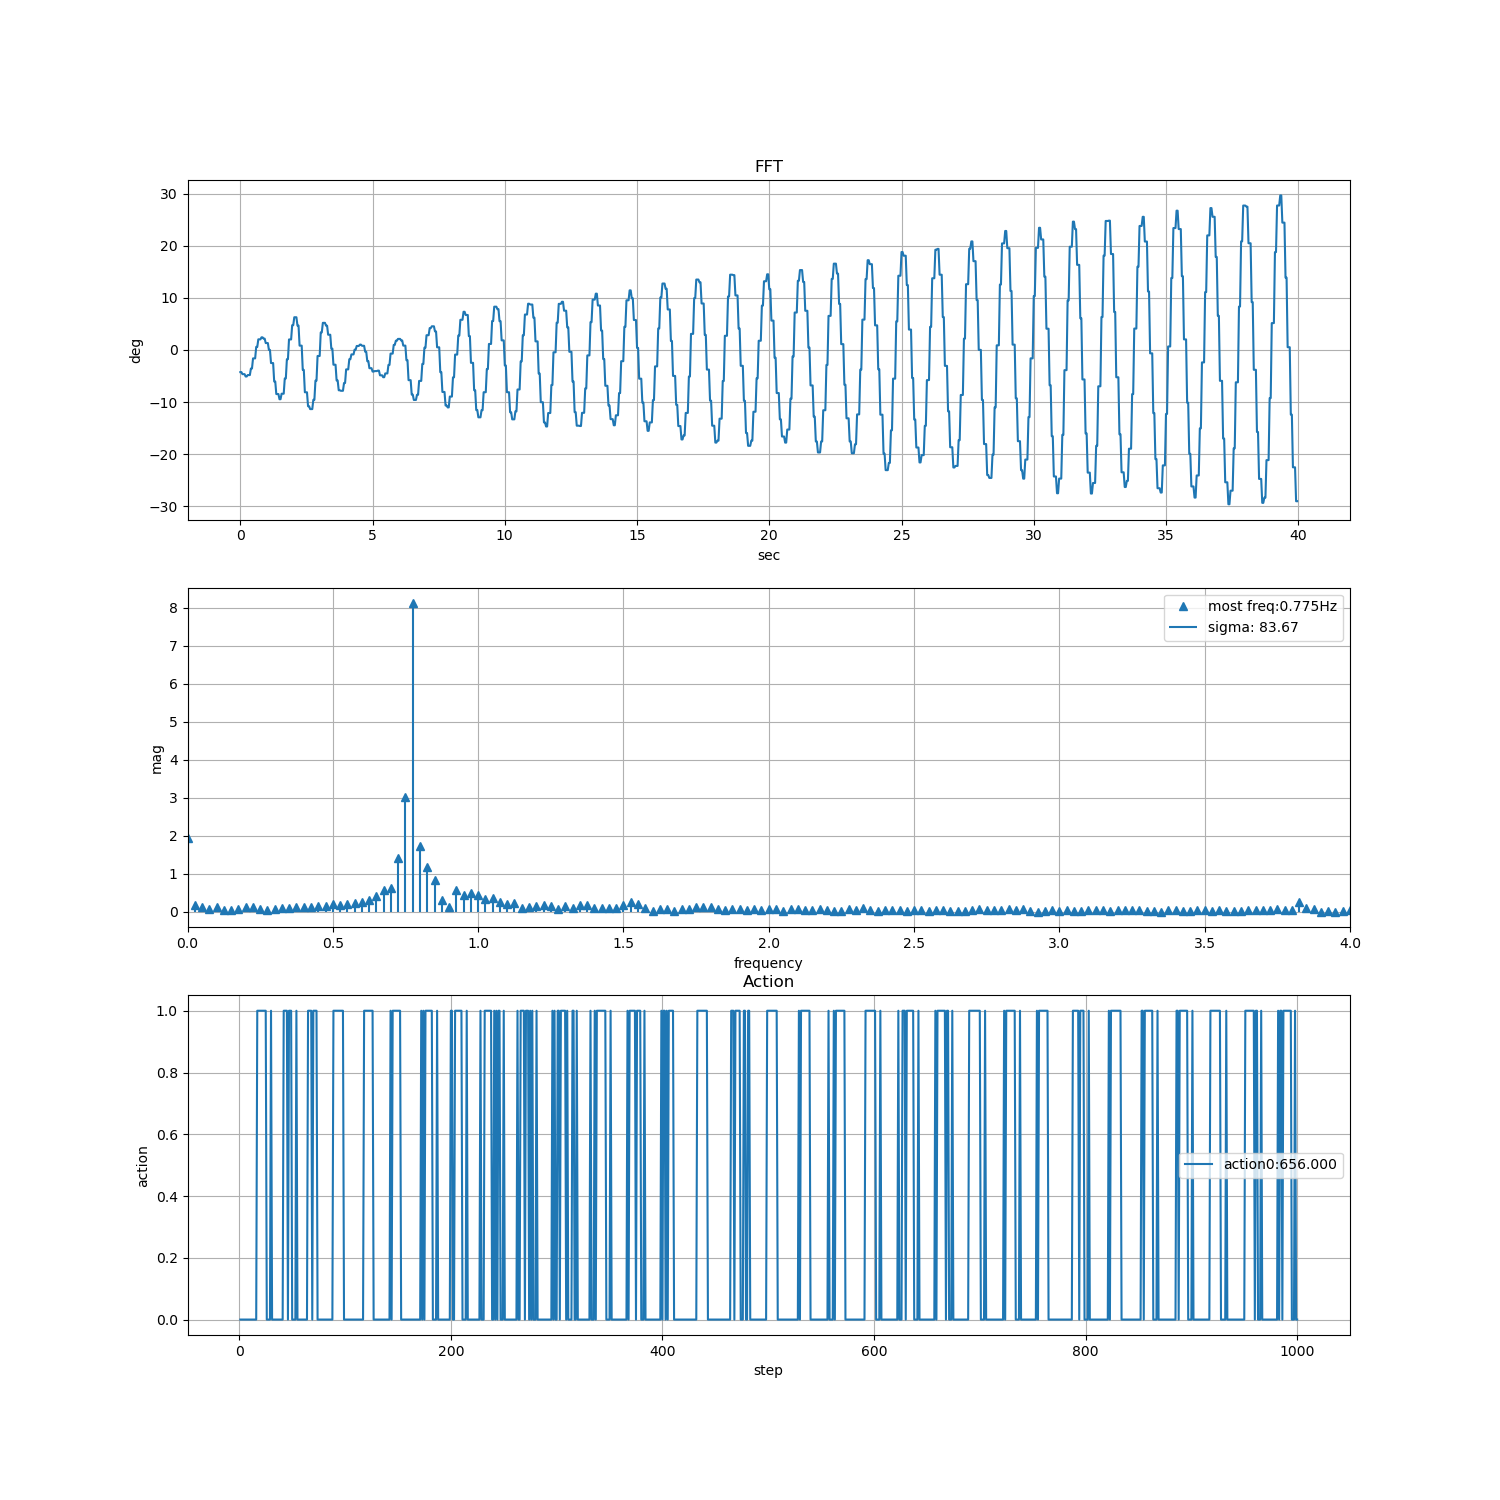 FFT
30
20
10
0
−10
−20
−30
deg
0 5 10 15 20 25 30 35 40
sec
8
7
6
5
4
3
2
1
0
mag
most freq:0.775Hz
sigma: 83.67
0.0 0.5 1.0 1.5 2.0 2.5 3.0 3.5 4.0
frequency
Action
1.0
0.8
0.6
0.4
0.2
0.0
action
action0:656.000
0 200 400 600 800 1000
step